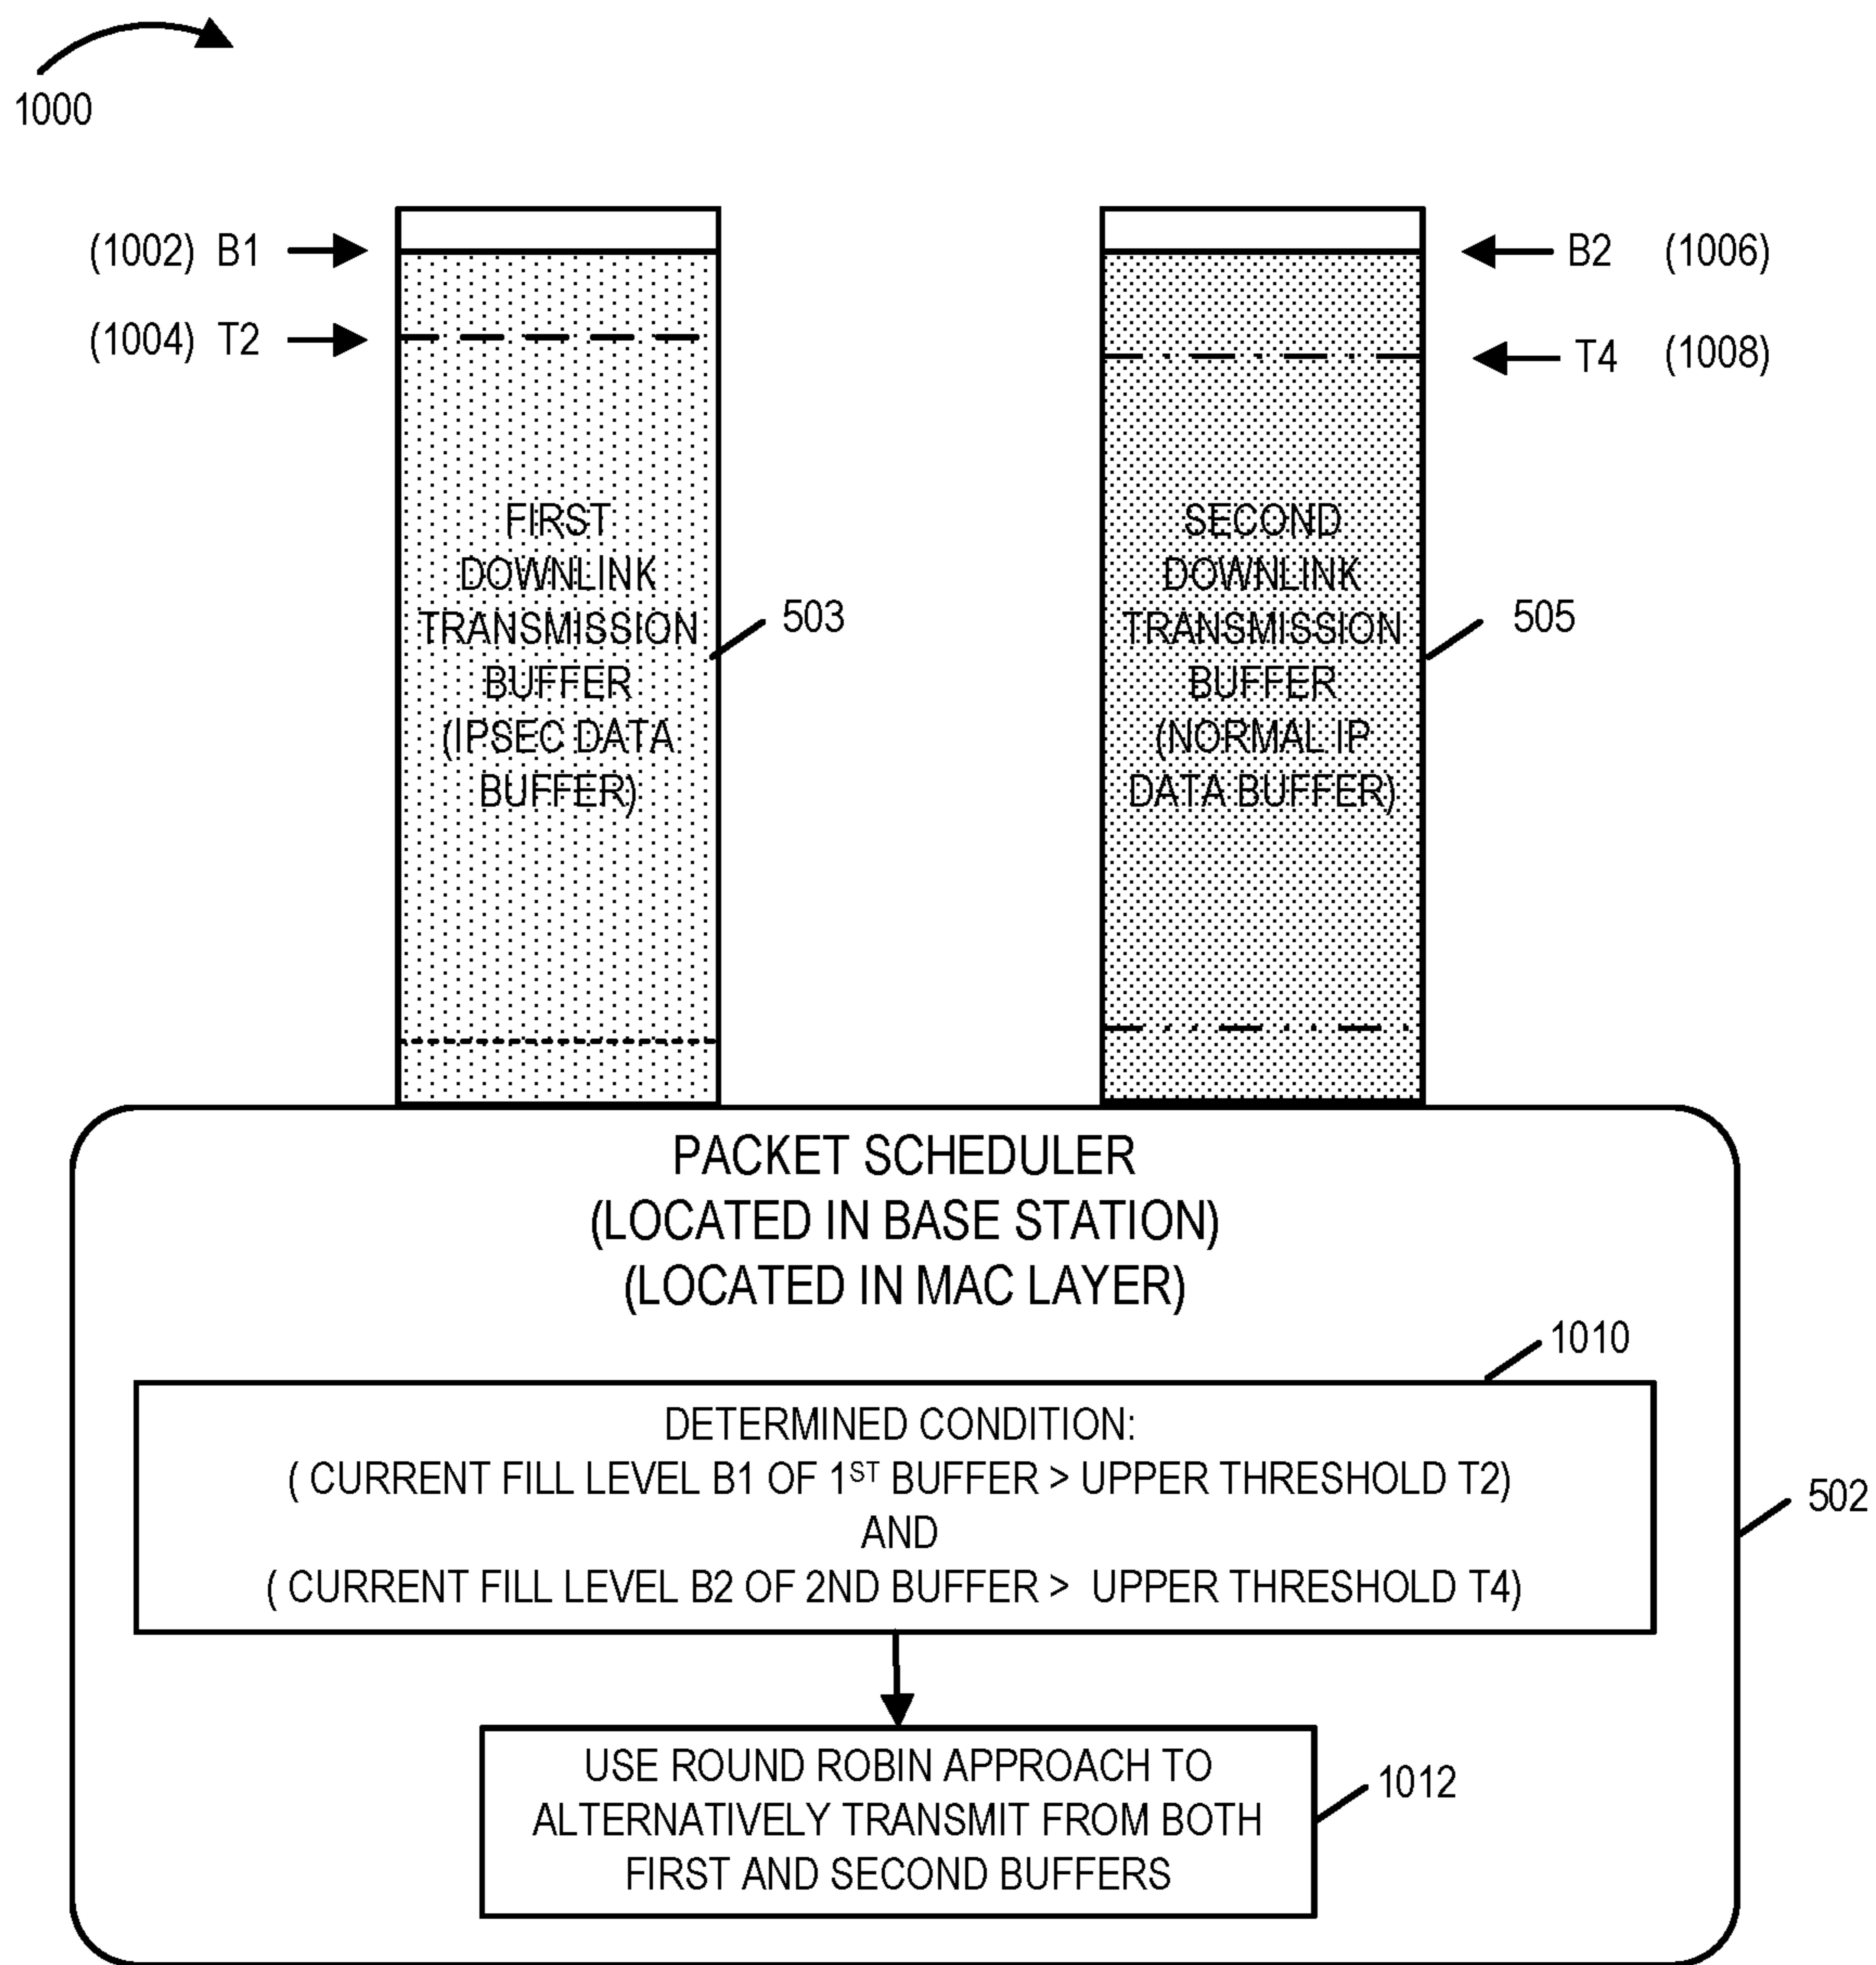 1000
(1002) B1
B2 (1006)
(1004) T2
T4 (1008)
FIRST
DOWNLINK
TRANSMISSION
BUFFER
(IPSEC DATA
BUFFER)
503
SECOND
DOWNLINK
TRANSMISSION
BUFFER
(NORMAL IP
DATA BUFFER)
505
PACKET SCHEDULER
(LOCATED IN BASE STATION)
(LOCATED IN MAC LAYER)
1010
DETERMINED CONDITION:
( CURRENT FILL LEVEL B1 OF 1ST BUFFER > UPPER THRESHOLD T2)
AND
( CURRENT FILL LEVEL B2 OF 2ND BUFFER > UPPER THRESHOLD T4)
502
USE ROUND ROBIN APPROACH TO
ALTERNATIVELY TRANSMIT FROM BOTH
FIRST AND SECOND BUFFERS
1012